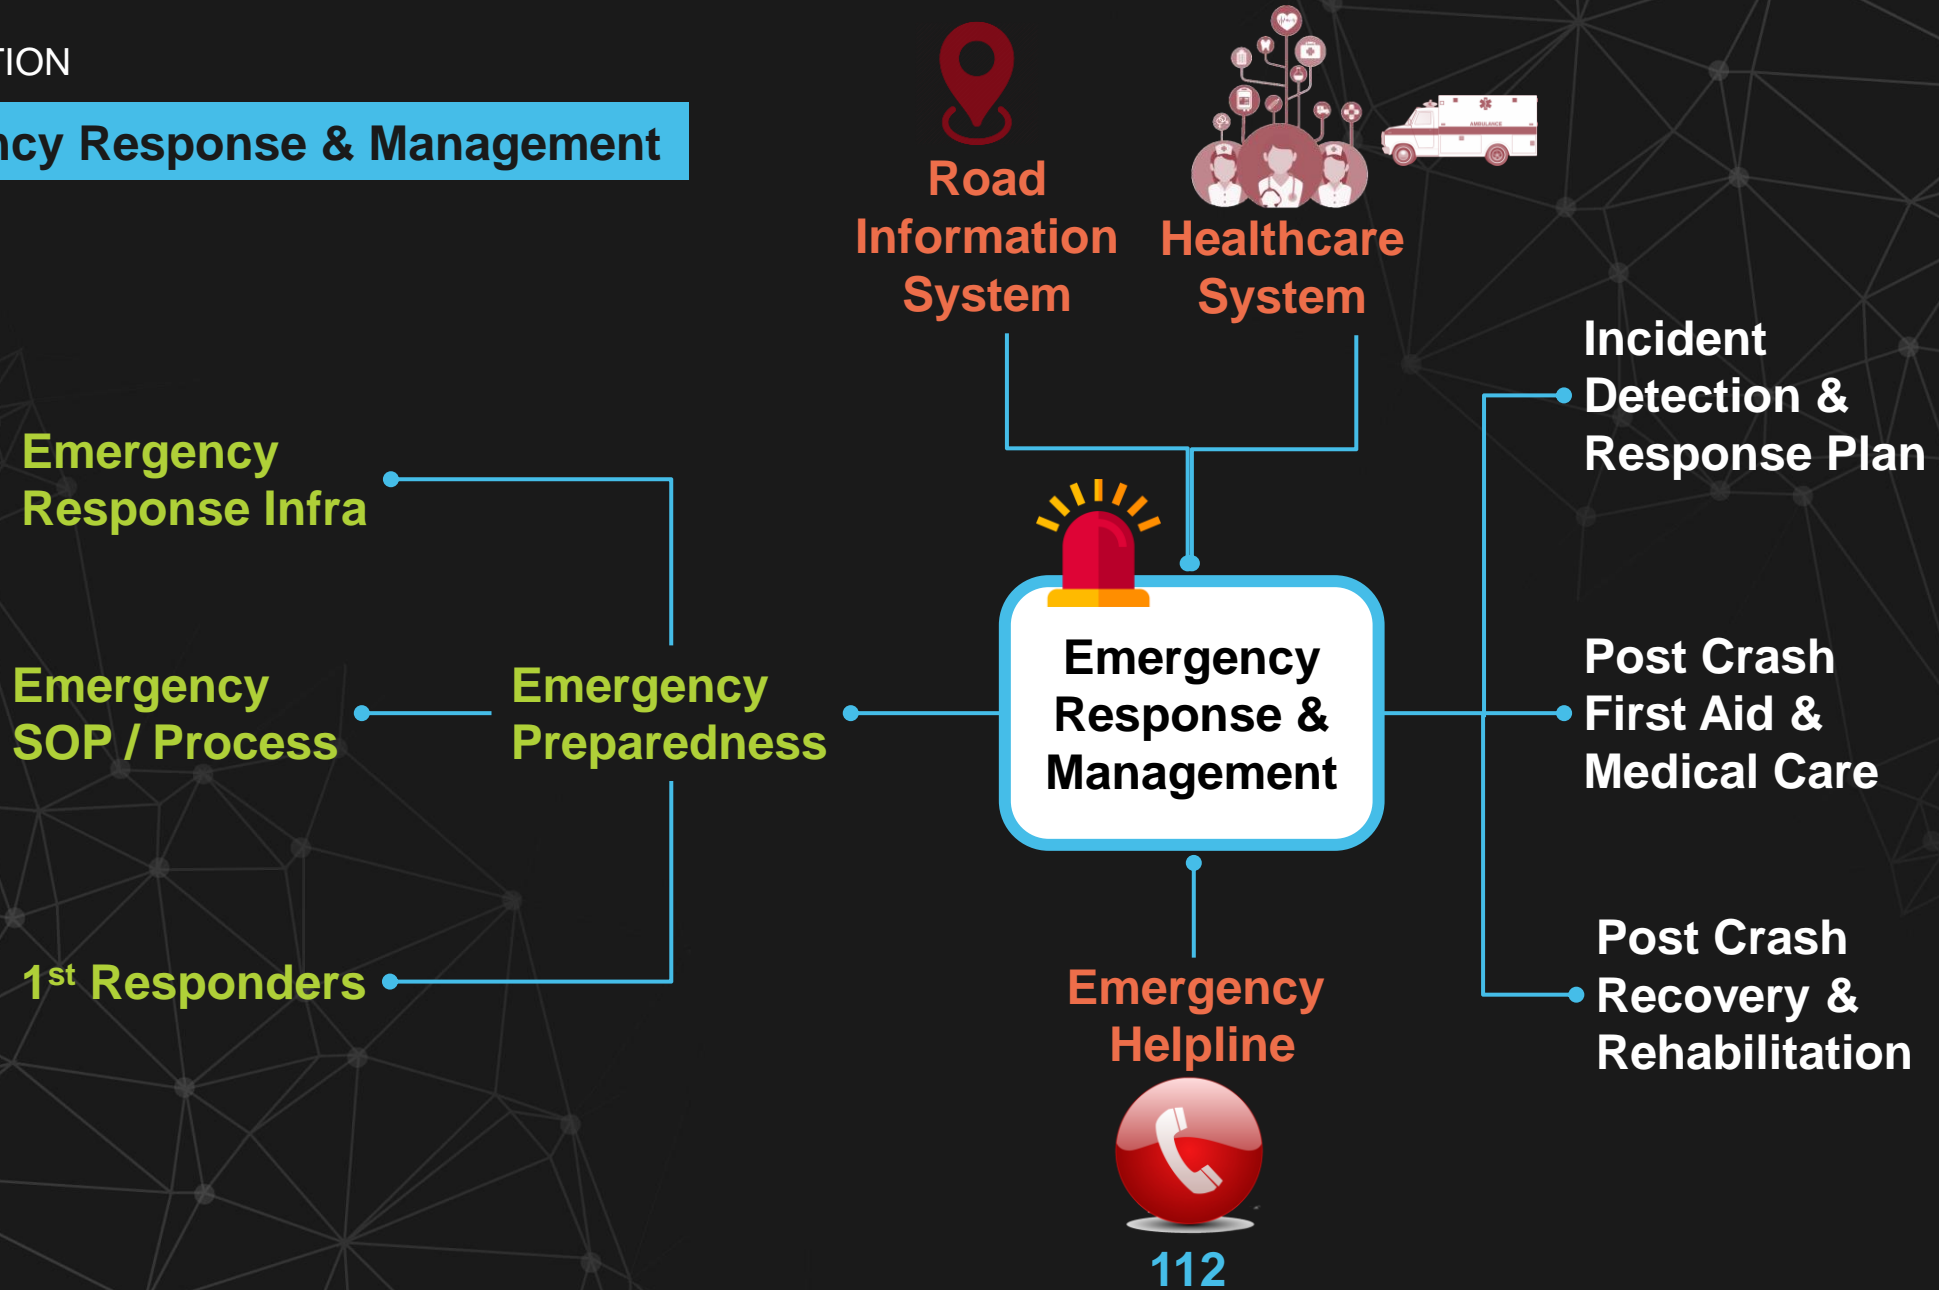 TION
ncy Response & Management
Road
Information
System
Healthcare
System
AMBULANCE
Incident
Detection &
Response Plan
Emergency
Response Infra
Emergency
SOP / Process
Emergency
Preparedness
Emergency
Response &
Management
Post Crash
First Aid &
Medical Care
1st Responders
Emergency
Helpline
112
Post Crash
Recovery &
Rehabilitation